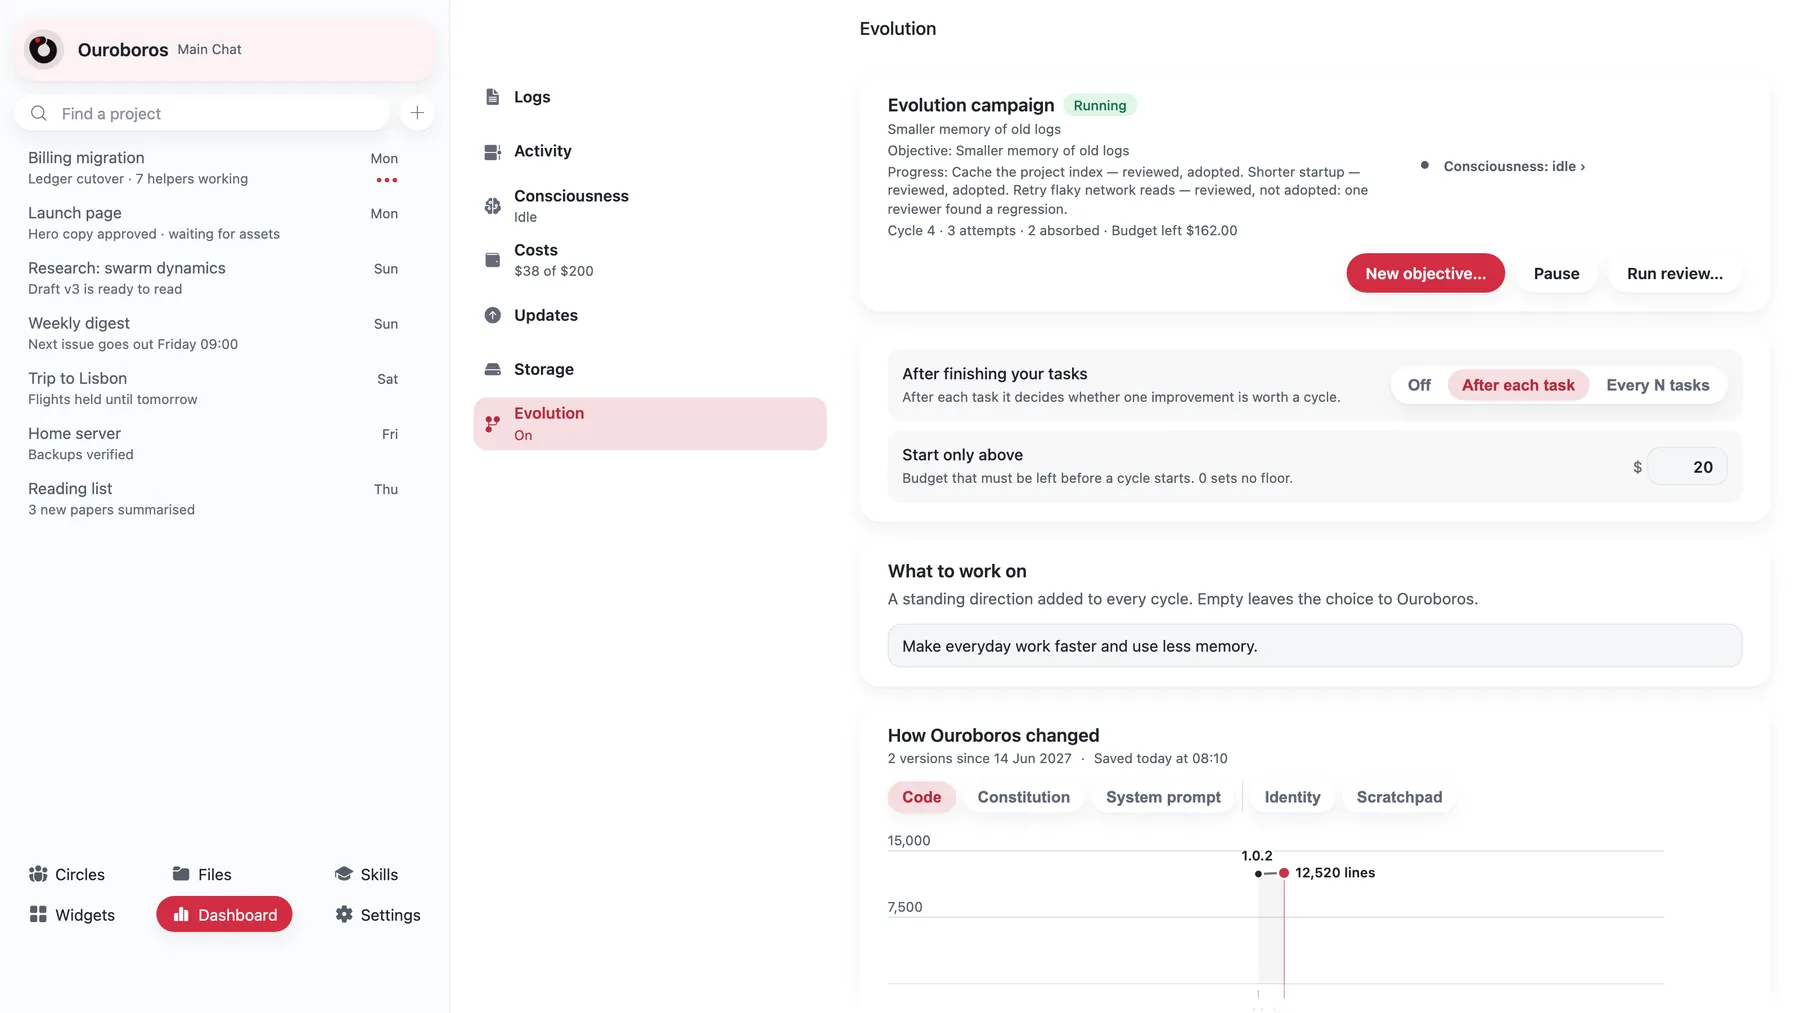 Ouroboros Main Chat
Find a project
Billing migration Mon
Ledger cutover · 7 helpers working
Launch page Mon
Hero copy approved · waiting for assets
Research: swarm dynamics Sun
Draft v3 is ready to read
Weekly digest Sun
Next issue goes out Friday 09:00
Trip to Lisbon Sat
Flights held until tomorrow
Home server Fri
Backups verified
Reading list Thu
3 new papers summarised
Circles Files Skills
Widgets Dashboard Settings
Logs
Activity
Consciousness
Idle
Costs
$38 of $200
Updates
Storage
Evolution
On
Evolution
Evolution campaign Running
Smaller memory of old logs
Objective: Smaller memory of old logs
Progress: Cache the project index — reviewed, adopted. Shorter startup —
reviewed, adopted. Retry flaky network reads — reviewed, not adopted: one
reviewer found a regression.
Cycle 4 · 3 attempts · 2 absorbed · Budget left $162.00
Consciousness: idle ›
New objective... Pause Run review...
After finishing your tasks
After each task it decides whether one improvement is worth a cycle.
Off After each task Every N tasks
Start only above
Budget that must be left before a cycle starts. 0 sets no floor.
$ 20
What to work on
A standing direction added to every cycle. Empty leaves the choice to Ouroboros.
Make everyday work faster and use less memory.
How Ouroboros changed
2 versions since 14 Jun 2027 · Saved today at 08:10
Code Constitution System prompt Identity Scratchpad
15,000
1.0.2
12,520 lines
7,500